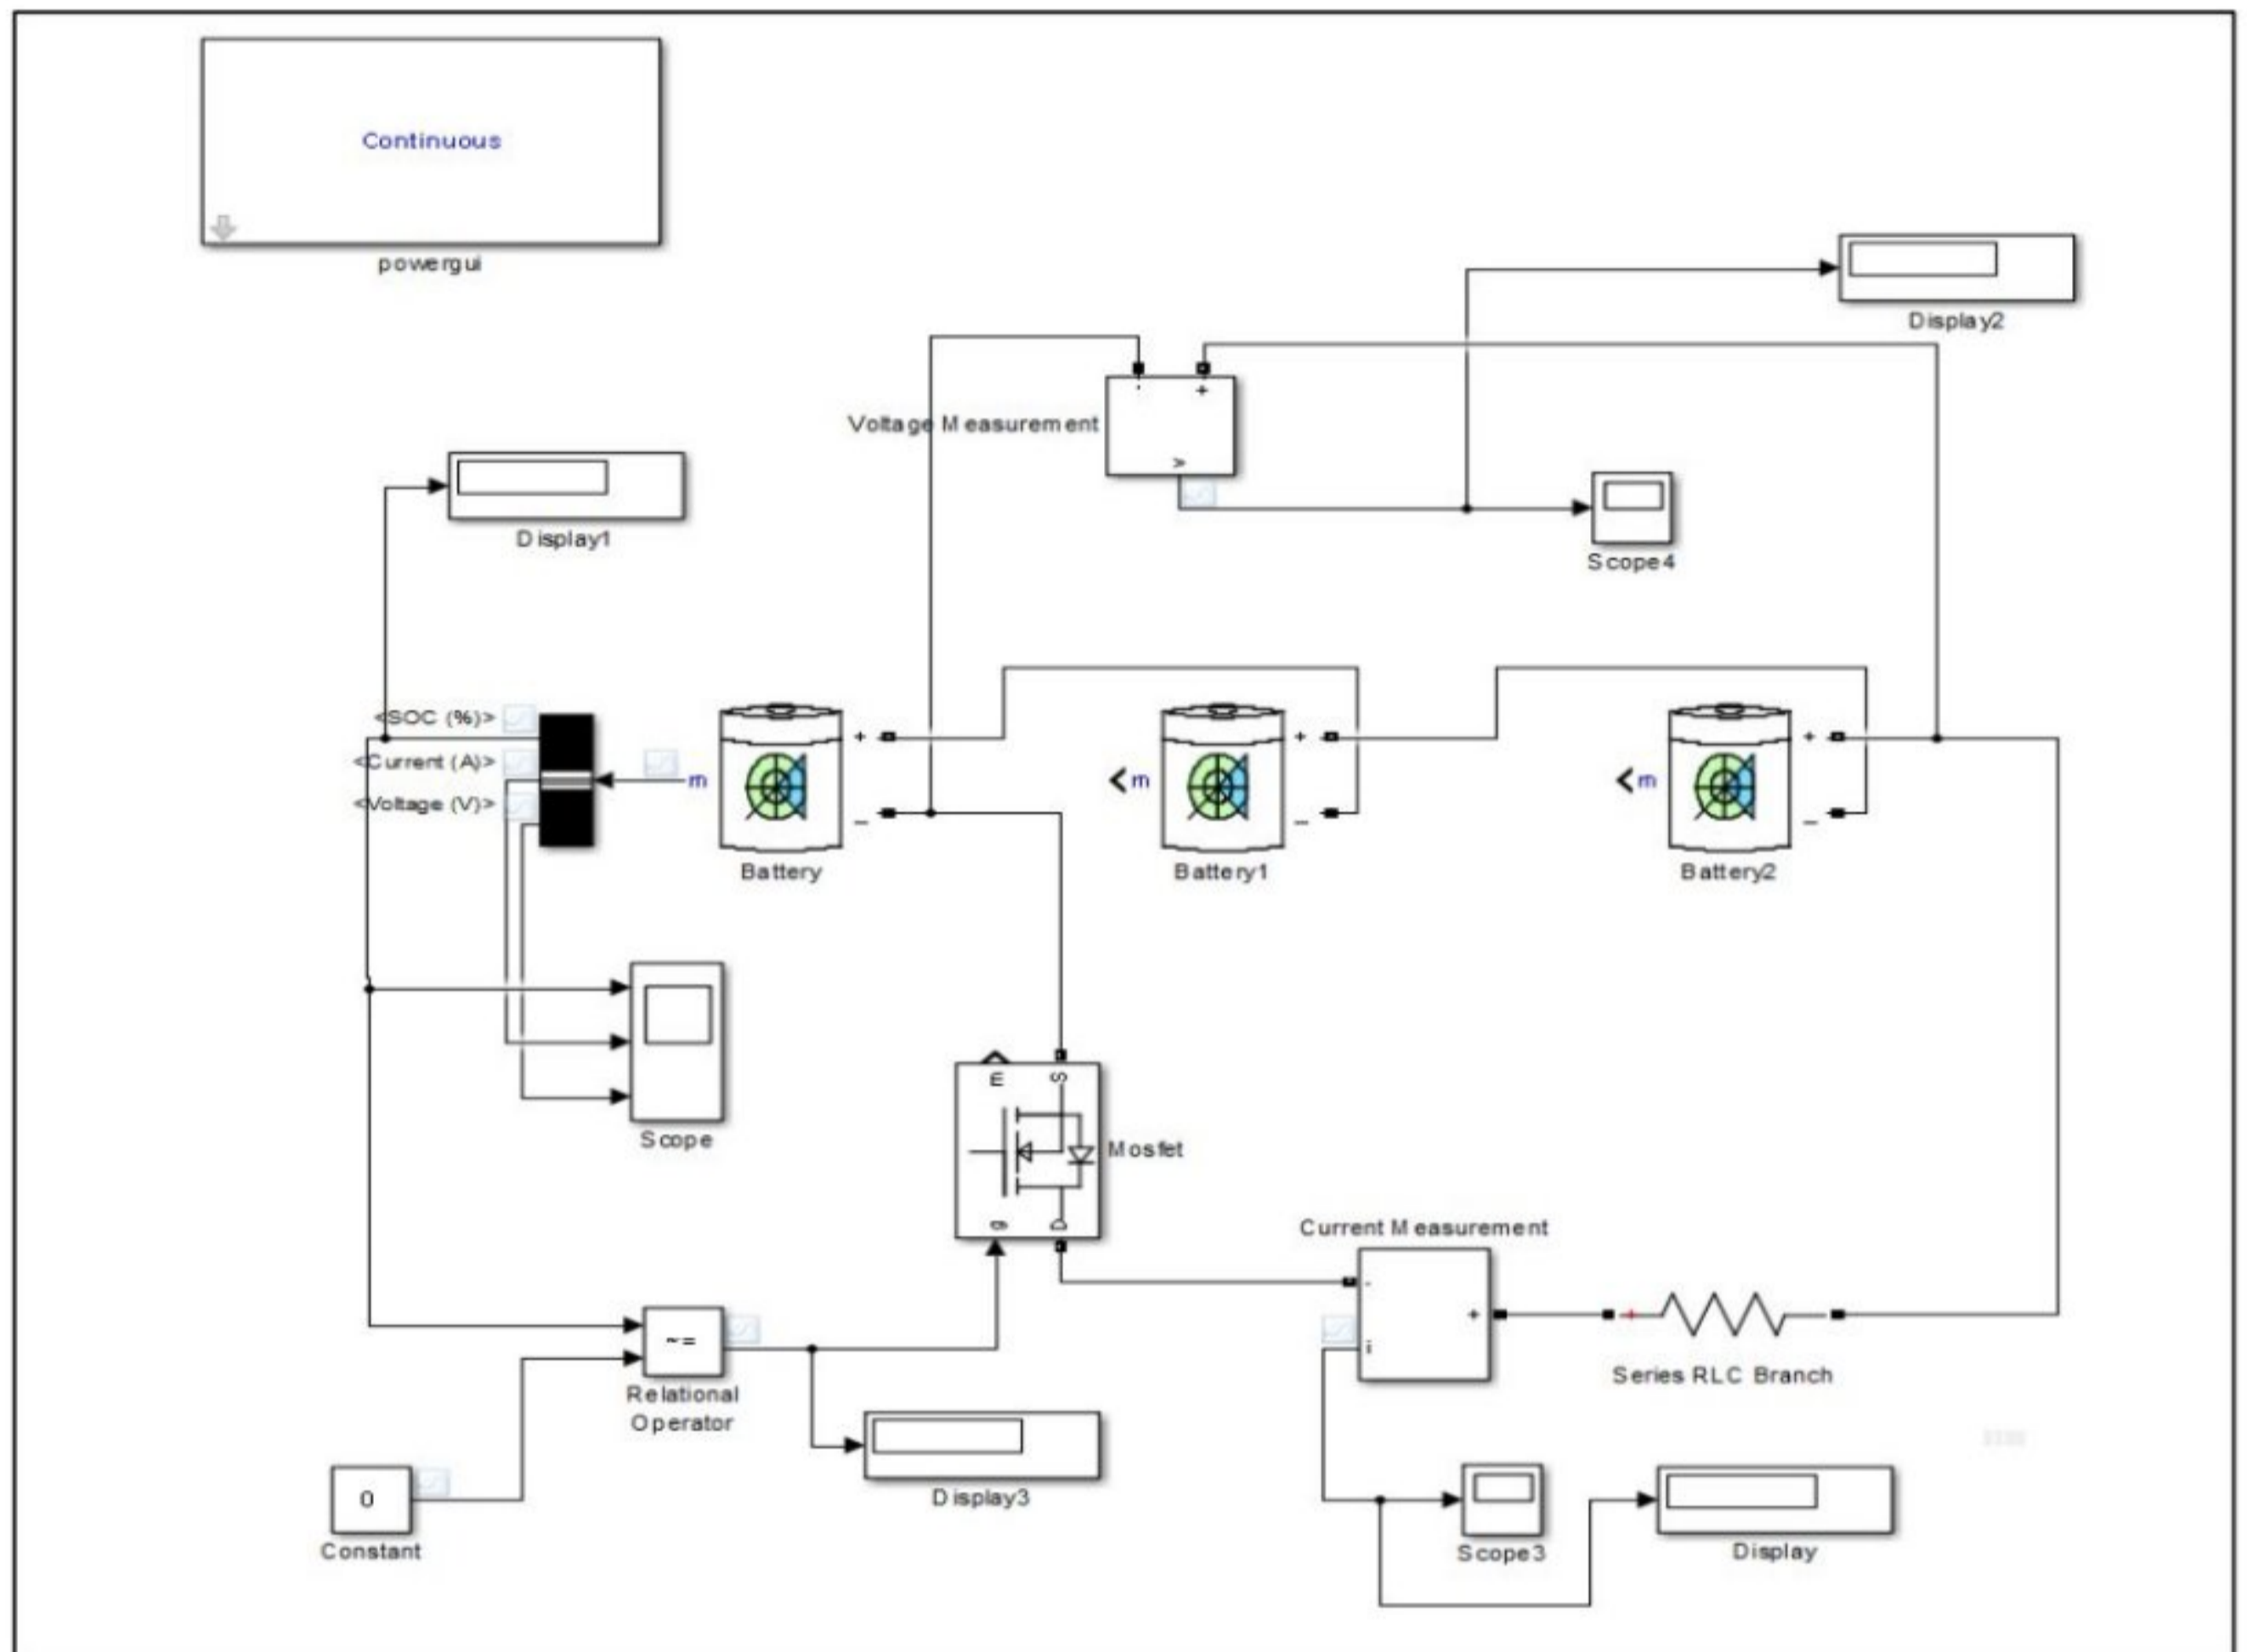 Continuous
powergui
Display2
Voltage Measurement
-
+
v
Display1
Scope4
<SOC (%)>
<Current (A)>
<Voltage (V)>
m
+
_
Battery
<m
+
_
Battery1
<m
+
_
Battery2
Scope
m
S
g
D
Mosfet
Current Measurement
-
+
i
+
Series RLC Branch
~=
Relational
Operator
Display3
0
Constant
Scope3
Display